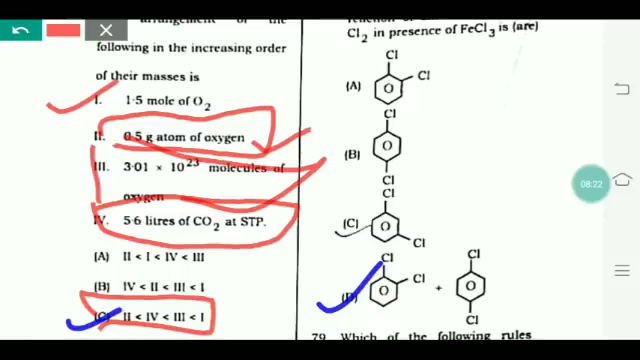 following in the increasing order
of their masses is
I. 1·5 mole of O2
II. 0.5 g atom of oxygen
III. 3·01 × 10^23 molecules of
oxygen
IV. 5·6 litres of CO2 at STP.
(A) II < I < IV < III
(B) IV < II < III < I
(C) II < IV < III < I
Cl2 in presence of FeCl3 is (are)
(A) Cl Cl
(B) Cl Cl
(C) Cl Cl
(D) Cl Cl + Cl Cl
79. Which of the following rules
08:22